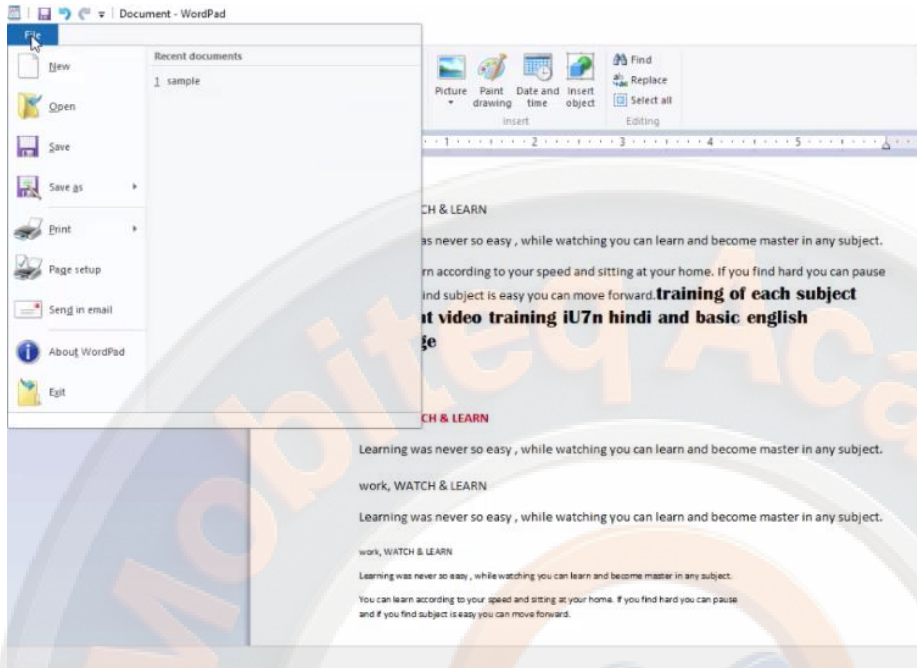 Document - WordPad
File
New
Open
Save
Save as
Print
Page setup
Send in email
About WordPad
Exit
Recent documents
1 sample
Picture
Paint drawing
Date and time
Insert object
Insert
Find
Replace
Select all
Editing
1 2 3 4 5
CH & LEARN
as never so easy , while watching you can learn and become master in any subject.
rn according to your speed and sitting at your home. If you find hard you can pause
ind subject is easy you can move forward.training of each subject
nt video training iU7n hindi and basic english
ge
CH & LEARN
Learning was never so easy , while watching you can learn and become master in any subject.
work, WATCH & LEARN
Learning was never so easy , while watching you can learn and become master in any subject.
work, WATCH & LEARN
Learning was never so easy , while watching you can learn and become master in any subject.
You can learn according to your speed and sitting at your home. If you find hard you can pause
and if you find subject is easy you can move forward.
Mobiteq Aca